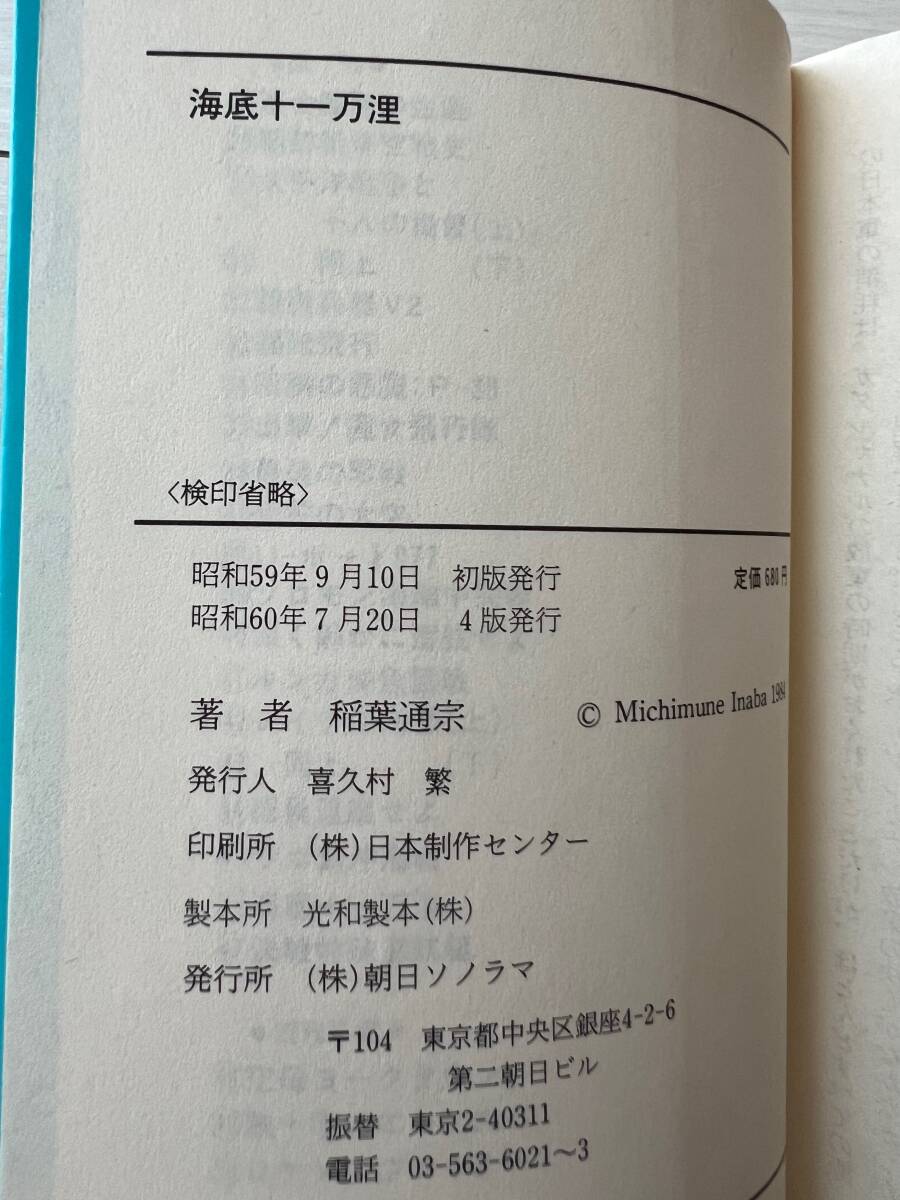 海底十一万浬
〈検印省略〉
昭和59年9月10日 初版発行 定価680円
昭和60年7月20日 4版発行
著 者 稲葉通宗 © Michimune Inaba 1984
発行人 喜久村 繁
印刷所 (株)日本制作センター
製本所 光和製本(株)
発行所 (株)朝日ソノラマ
〒104 東京都中央区銀座4-2-6
第二朝日ビル
振替 東京2-40311
電話 03-563-6021〜3